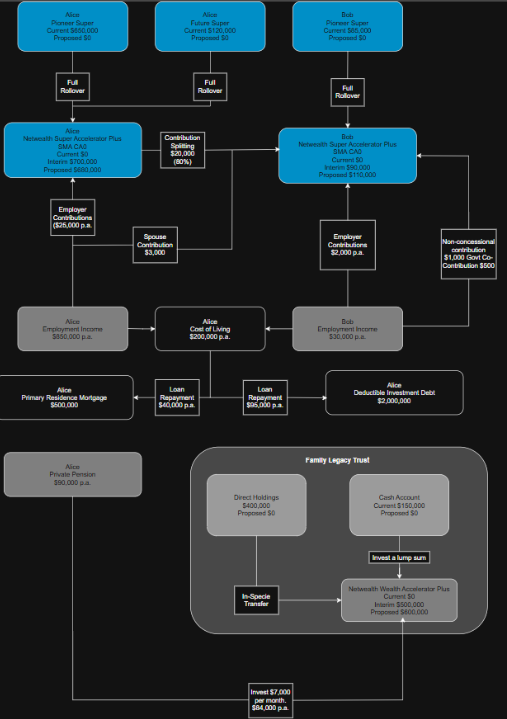 Alice
Pioneer Super
Current $650,000
Proposed $0
Alice
Future Super
Current $120,000
Proposed $0
Bob
Pioneer Super
Current $85,000
Proposed $0
Full
Rollover
Full
Rollover
Full
Rollover
Alice
Netwealth Super Accelerator Plus
SMA CA0
Current $0
Interim $700,000
Proposed $680,000
Contribution
Splitting
$20,000
(80%)
Bob
Netwealth Super Accelerator Plus
SMA CA0
Current $0
Interim $90,000
Proposed $110,000
Employer
Contributions
($25,000 p.a.
Spouse
Contribution
$3,000
Employer
Contributions
$2,000 p.a.
Non-concessional
contribution
$1,000 Govt Co-
Contribution $500
Alice
Employment Income
$650,000 p.a.
Alice
Cost of Living
$200,000 p.a.
Bob
Employment Income
$30,000 p.a.
Alice
Primary Residence Mortgage
$500,000
Loan
Repayment
$40,000 p.a.
Loan
Repayment
$95,000 p.a.
Alice
Deductible Investment Debt
$2,000,000
Alice
Private Pension
$90,000 p.a.
Family Legacy Trust
Direct Holdings
$400,000
Proposed $0
Cash Account
Current $150,000
Proposed $0
Invest a lump sum
In-Specie
Transfer
Netwealth Wealth Accelerator Plus
Current $0
Interim $500,000
Proposed $800,000
Invest $7,000
per month.
$84,000 p.a.